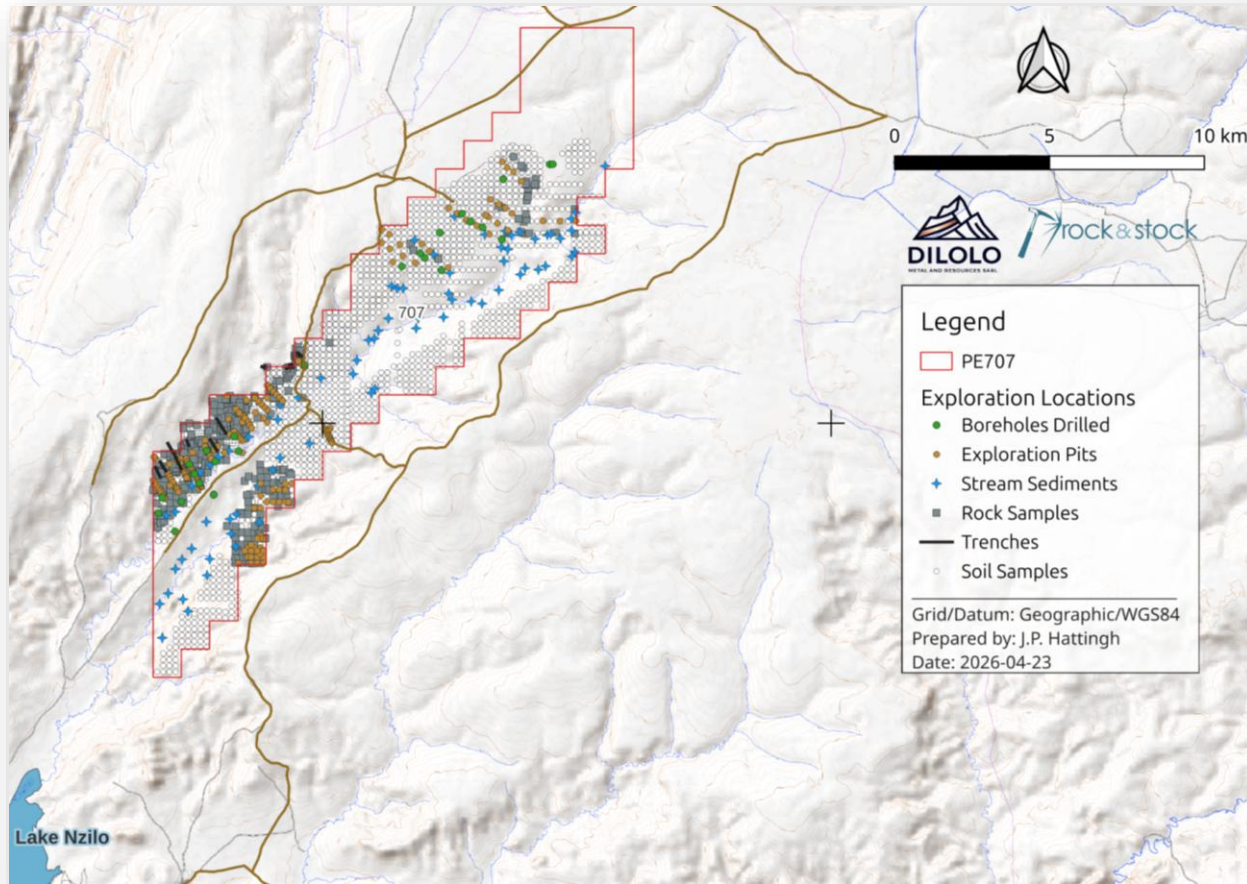 0 5 10 km
DILOLO
METAL AND RESOURCES SARL
rock&stock
707
Legend
PE707
Exploration Locations
Boreholes Drilled
Exploration Pits
Stream Sediments
Rock Samples
Trenches
Soil Samples
Grid/Datum: Geographic/WGS84
Prepared by: J.P. Hattingh
Date: 2026-04-23
Lake Nzilo